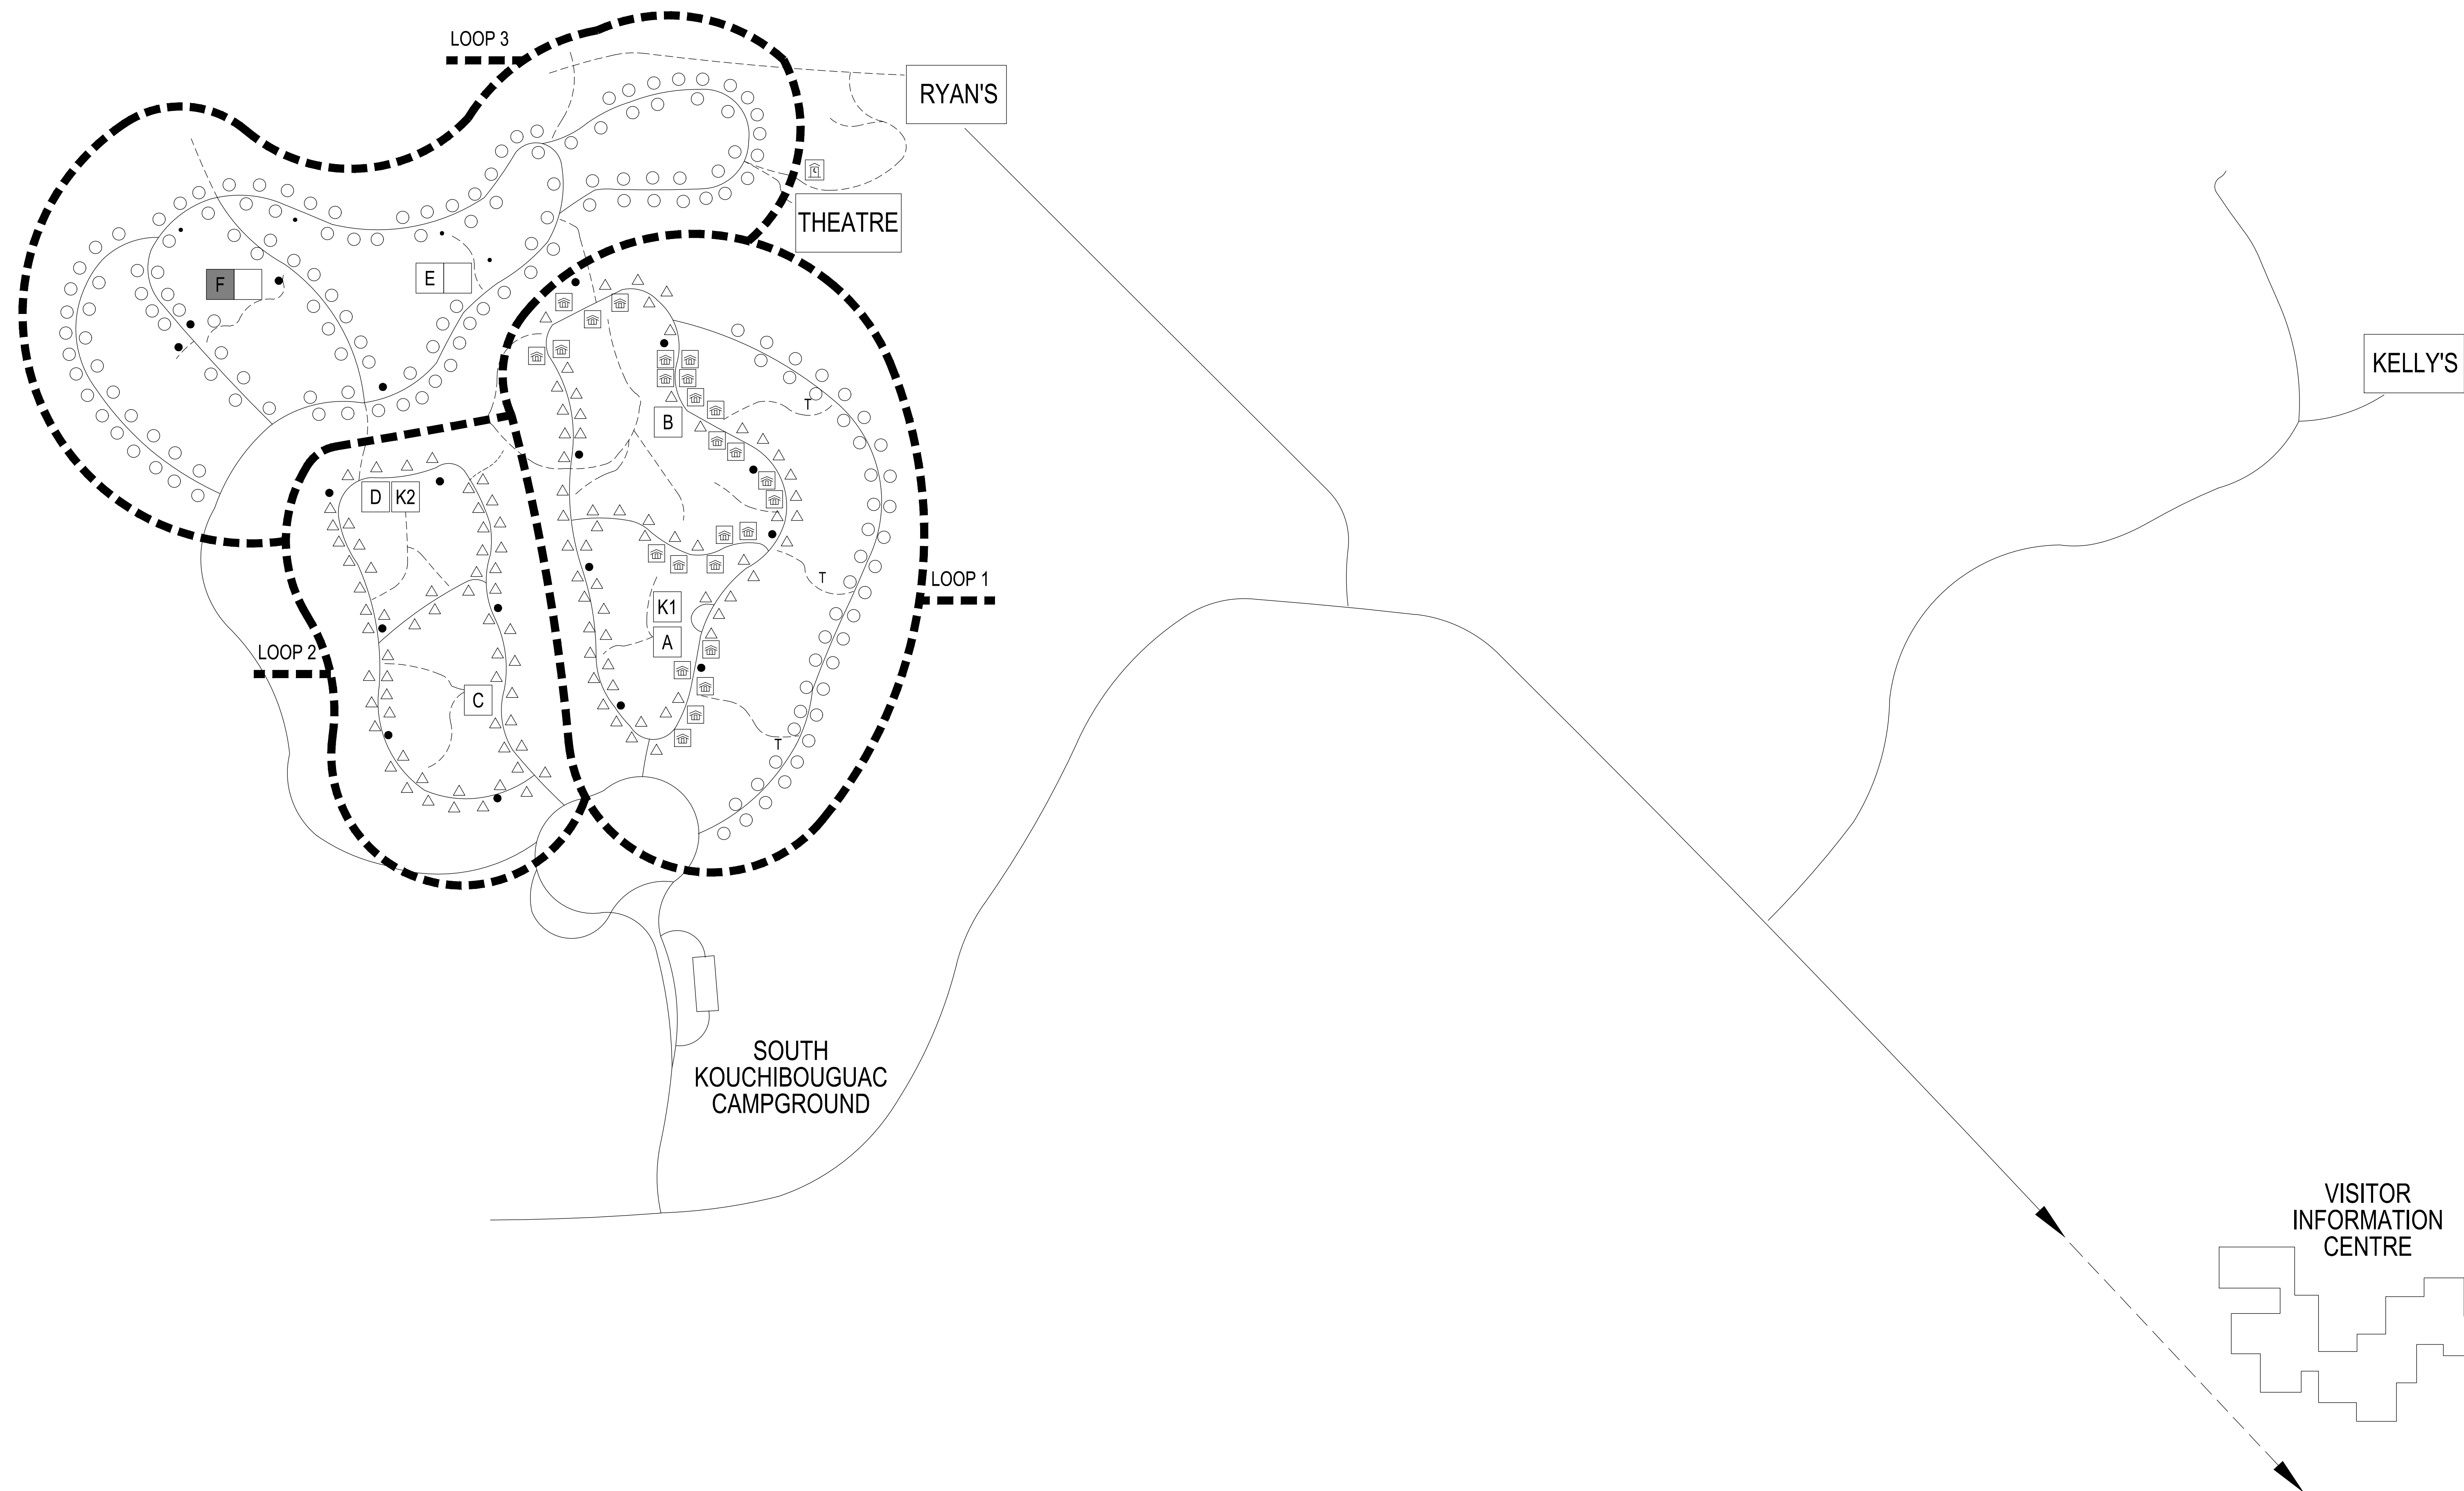 LOOP 3
RYAN'S
THEATRE
F
E
KELLY'S
T
B
D
K2
T
LOOP 1
K1
A
LOOP 2
C
T
SOUTH
KOUCHIBOUGUAC
CAMPGROUND
VISITOR
INFORMATION
CENTRE